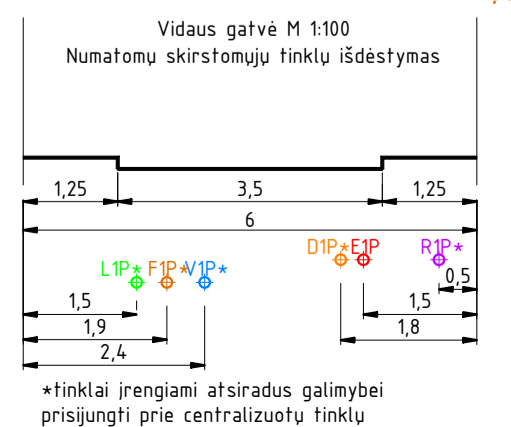 Vidaus gatvė M 1:100
Numatomų skirstomųjų tinklų išdėstymas
1,25
3,5
1,25
6
D1P* E1P
R1P*
L1P* F1P* V1P*
0,5
1,5
1,5
1,9
1,8
2,4
*tinklai įrengiami atsiradus galimybei
prisijungti prie centralizuotų tinklų